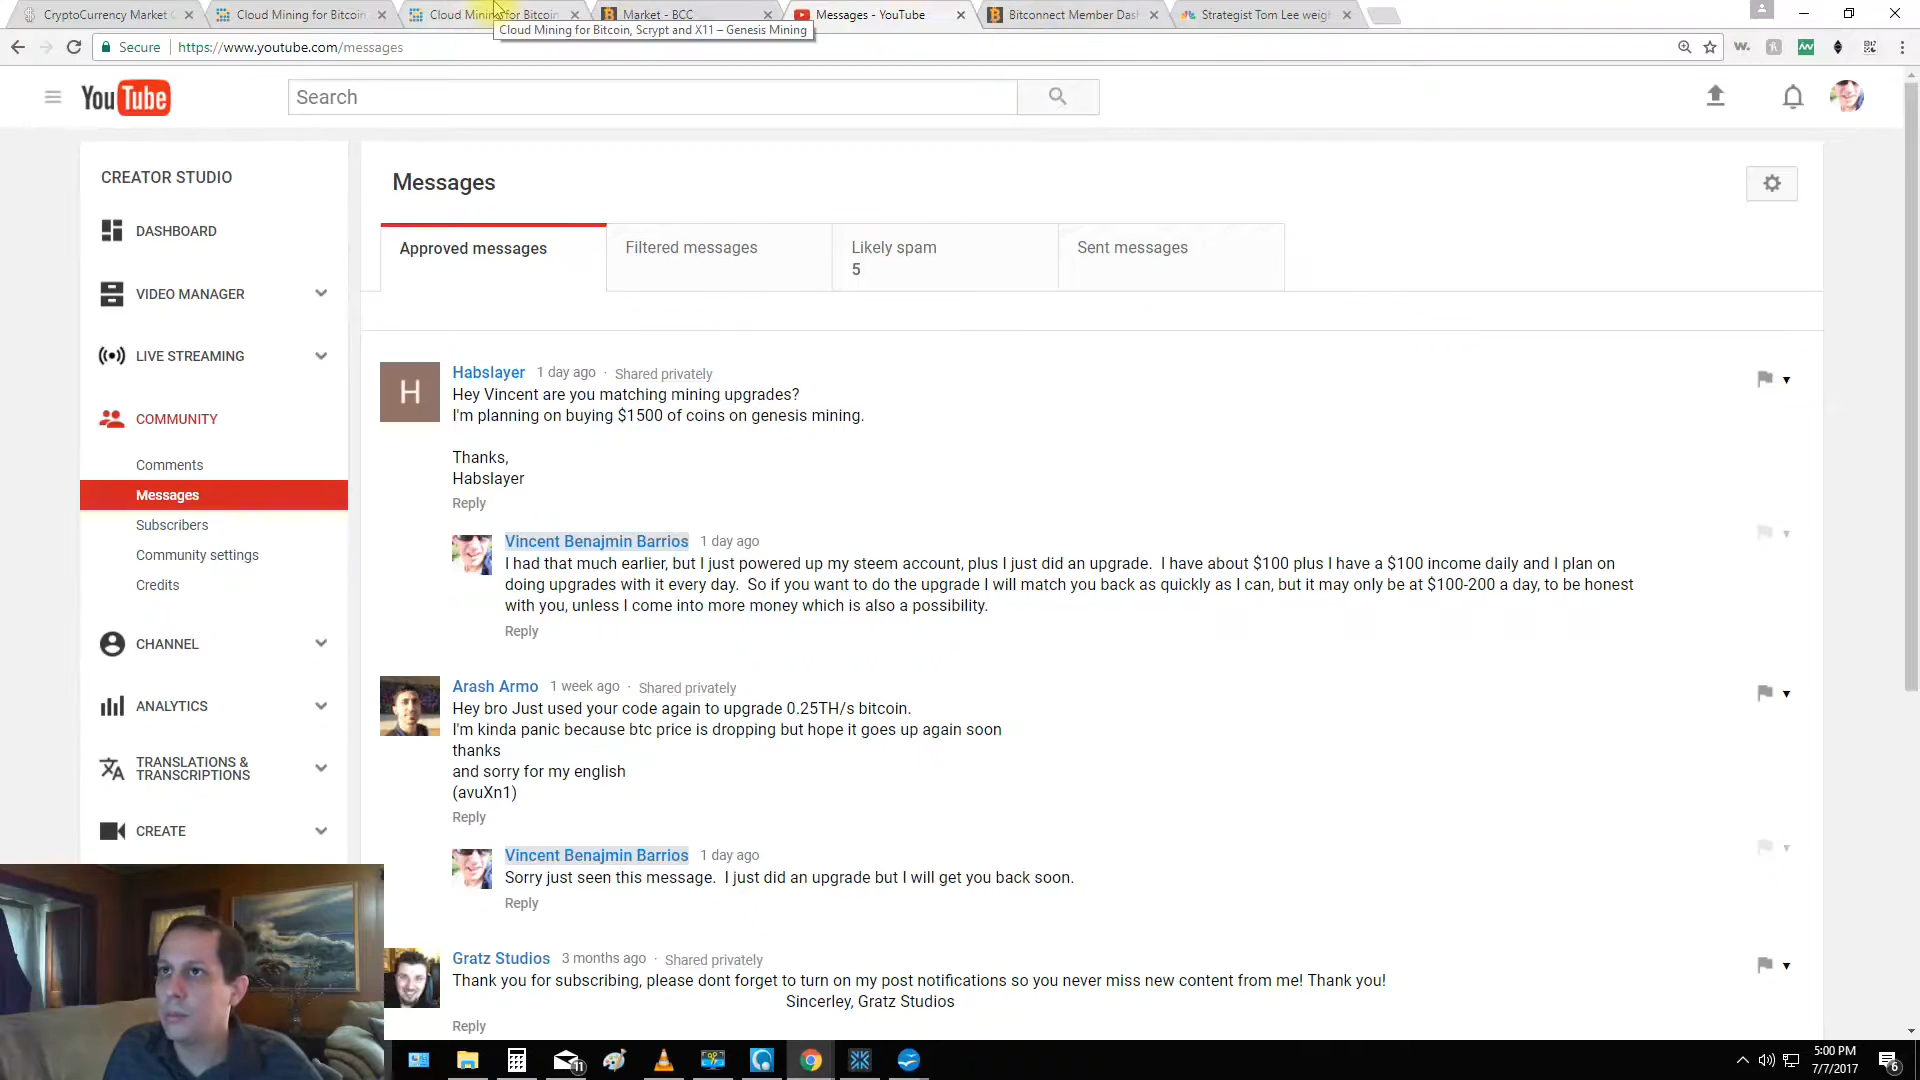 CryptoCurrency Market C
Cloud Mining for Bitcoin
Cloud Mining for Bitcoin
Market - BCC
Messages - YouTube
Bitconnect Member Das
Strategist Tom Lee weig
Cloud Mining for Bitcoin, Scrypt and X11 – Genesis Mining
Secure
https://www.youtube.com/messages
YouTube
Search
CREATOR STUDIO
DASHBOARD
VIDEO MANAGER
LIVE STREAMING
COMMUNITY
Comments
Messages
Subscribers
Community settings
Credits
CHANNEL
ANALYTICS
TRANSLATIONS &
TRANSCRIPTIONS
CREATE
Messages
Approved messages
Filtered messages
Likely spam
5
Sent messages
H
Habslayer 1 day ago · Shared privately
Hey Vincent are you matching mining upgrades?
I'm planning on buying $1500 of coins on genesis mining.
Thanks,
Habslayer
Reply
Vincent Benajmin Barrios 1 day ago
I had that much earlier, but I just powered up my steem account, plus I just did an upgrade. I have about $100 plus I have a $100 income daily and I plan on
doing upgrades with it every day. So if you want to do the upgrade I will match you back as quickly as I can, but it may only be at $100-200 a day, to be honest
with you, unless I come into more money which is also a possibility.
Reply
Arash Armo 1 week ago · Shared privately
Hey bro Just used your code again to upgrade 0.25TH/s bitcoin.
I'm kinda panic because btc price is dropping but hope it goes up again soon
thanks
and sorry for my english
(avuXn1)
Reply
Vincent Benajmin Barrios 1 day ago
Sorry just seen this message. I just did an upgrade but I will get you back soon.
Reply
Gratz Studios 3 months ago · Shared privately
Thank you for subscribing, please dont forget to turn on my post notifications so you never miss new content from me! Thank you!
Sincerley, Gratz Studios
Reply
11
5:00 PM
7/7/2017
6